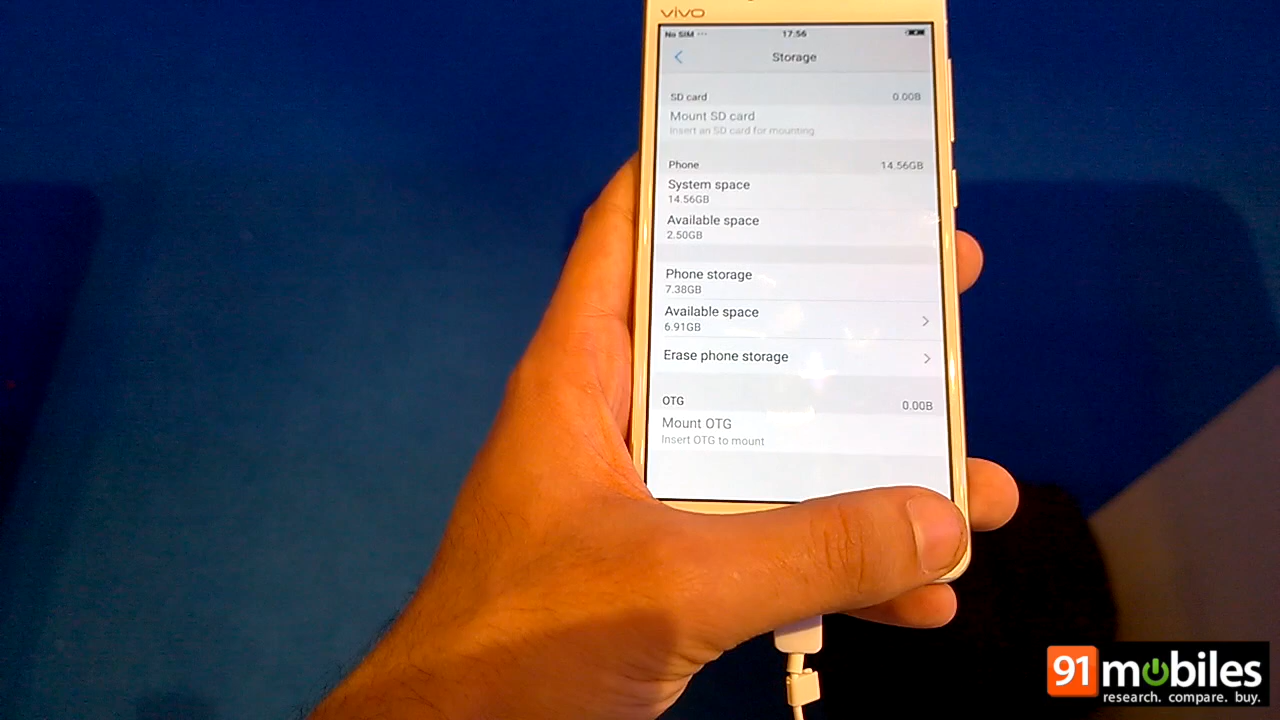 vivo
No SIM ··· 17:56
Storage
SD card 0.00B
Mount SD card
Insert an SD card for mounting
Phone 14.56GB
System space
14.56GB
Available space
2.50GB
Phone storage
7.38GB
Available space
6.91GB
Erase phone storage
OTG 0.00B
Mount OTG
Insert OTG to mount
91mobiles
research. compare. buy.